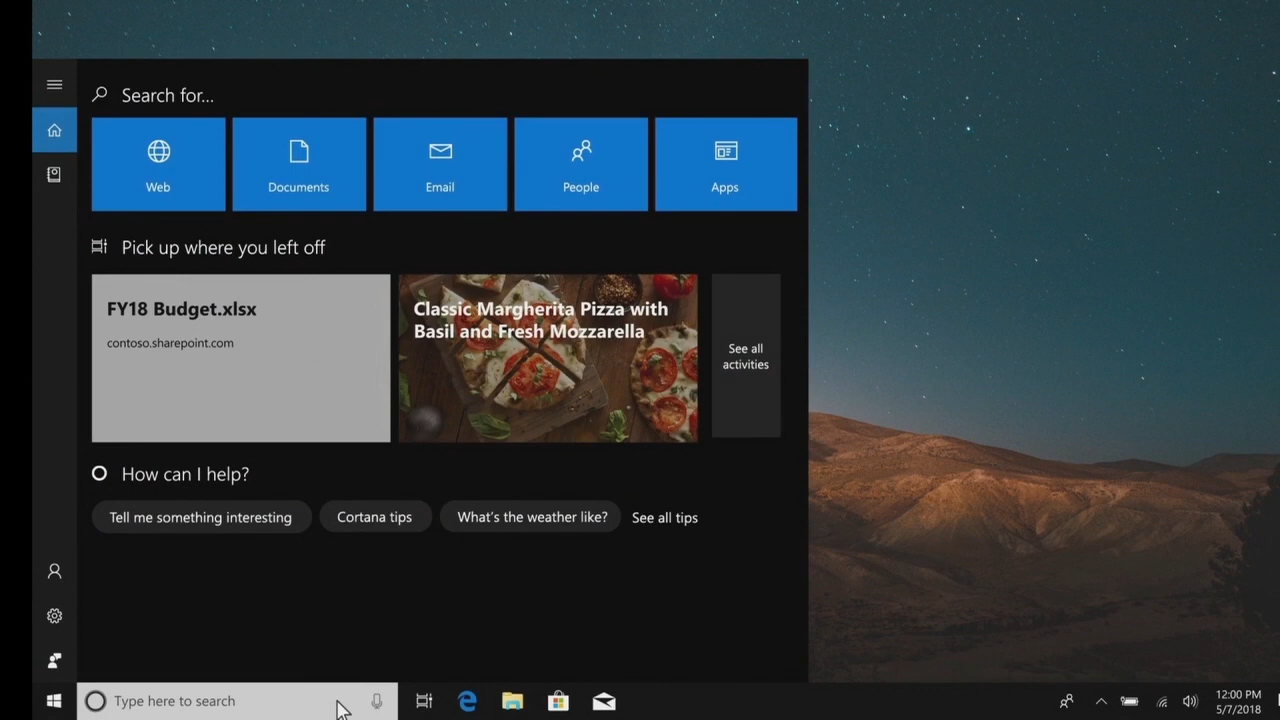 Search for...
Web
Documents
Email
People
Apps
Pick up where you left off
FY18 Budget.xlsx
contoso.sharepoint.com
Classic Margherita Pizza with
Basil and Fresh Mozzarella
See all
activities
How can I help?
Tell me something interesting
Cortana tips
What's the weather like?
See all tips
Type here to search
12:00 PM
5/7/2018